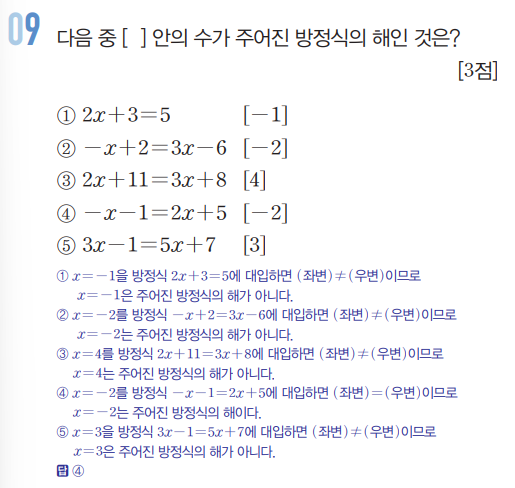 09 다음 중 [ ] 안의 수가 주어진 방정식의 해인 것은?
[3점]
① 2x+3=5 [-1]
② -x+2=3x-6 [-2]
③ 2x+11=3x+8 [4]
④ -x-1=2x+5 [-2]
⑤ 3x-1=5x+7 [3]
① x=-1을 방정식 2x+3=5에 대입하면 (좌변)≠(우변)이므로
x=-1은 주어진 방정식의 해가 아니다.
② x=-2를 방정식 -x+2=3x-6에 대입하면 (좌변)≠(우변)이므로
x=-2는 주어진 방정식의 해가 아니다.
③ x=4를 방정식 2x+11=3x+8에 대입하면 (좌변)≠(우변)이므로
x=4는 주어진 방정식의 해가 아니다.
④ x=-2를 방정식 -x-1=2x+5에 대입하면 (좌변)=(우변)이므로
x=-2는 주어진 방정식의 해이다.
⑤ x=3을 방정식 3x-1=5x+7에 대입하면 (좌변)≠(우변)이므로
x=3은 주어진 방정식의 해가 아니다.
답 ④